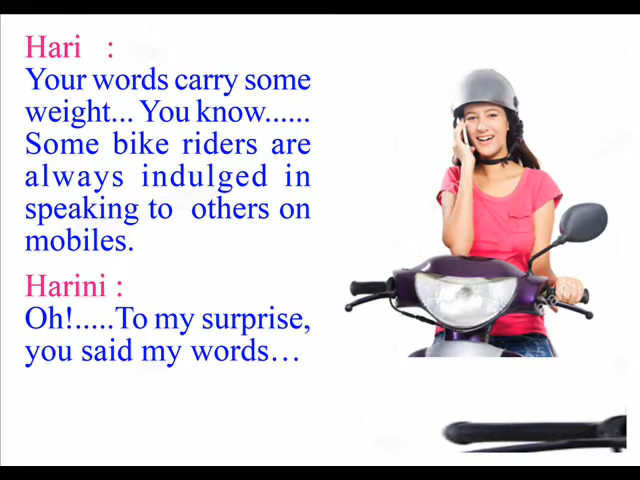 Hari :
Your words carry some
weight... You know......
Some bike riders are
always indulged in
speaking to others on
mobiles.
Harini :
Oh!.....To my surprise,
you said my words…